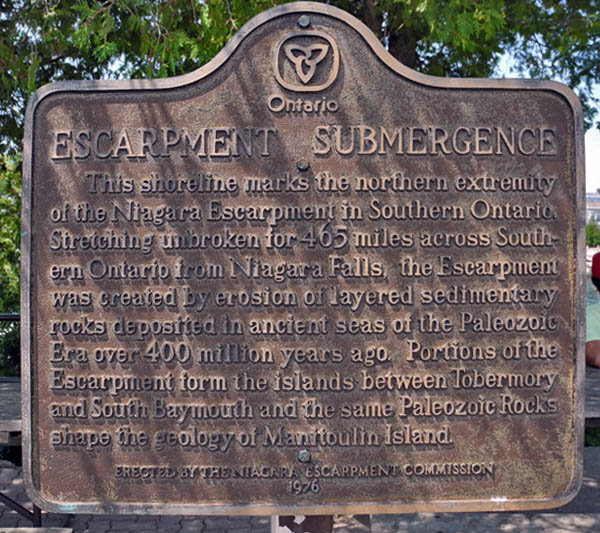 Ontario
ESCARPMENT SUBMERGENCE
This shoreline marks the northern extremity
of the Niagara Escarpment in Southern Ontario.
Stretching unbroken for 465 miles across South-
ern Ontario from Niagara Falls, the Escarpment
was created by erosion of layered sedimentary
rocks deposited in ancient seas of the Paleozoic
Era over 400 million years ago. Portions of the
Escarpment form the islands between Tobermory
and South Baymouth and the same Paleozoic Rocks
shape the geology of Manitoulin Island.
ERECTED BY THE NIAGARA ESCARPMENT COMMISSION
1976